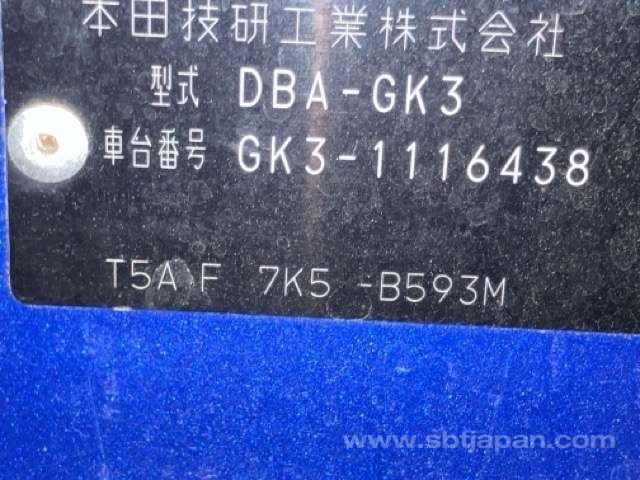 本田技研工業株式会社
型式 DBA-GK3
車台番号 GK3-1116438
T5A F 7K5 -B593M
www.sbtjapan.com